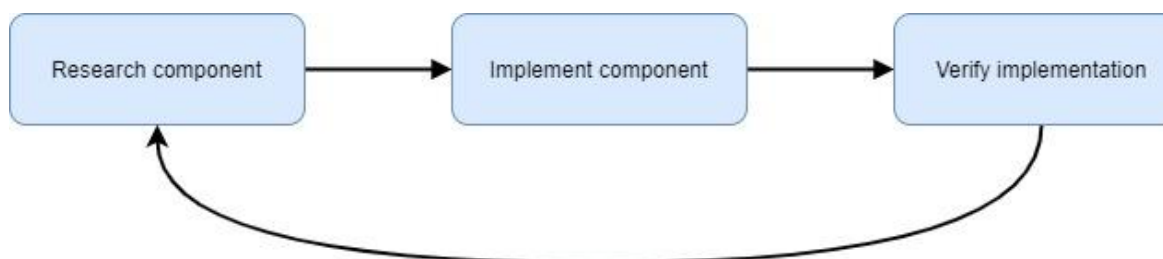 Research component
Implement component
Verify implementation